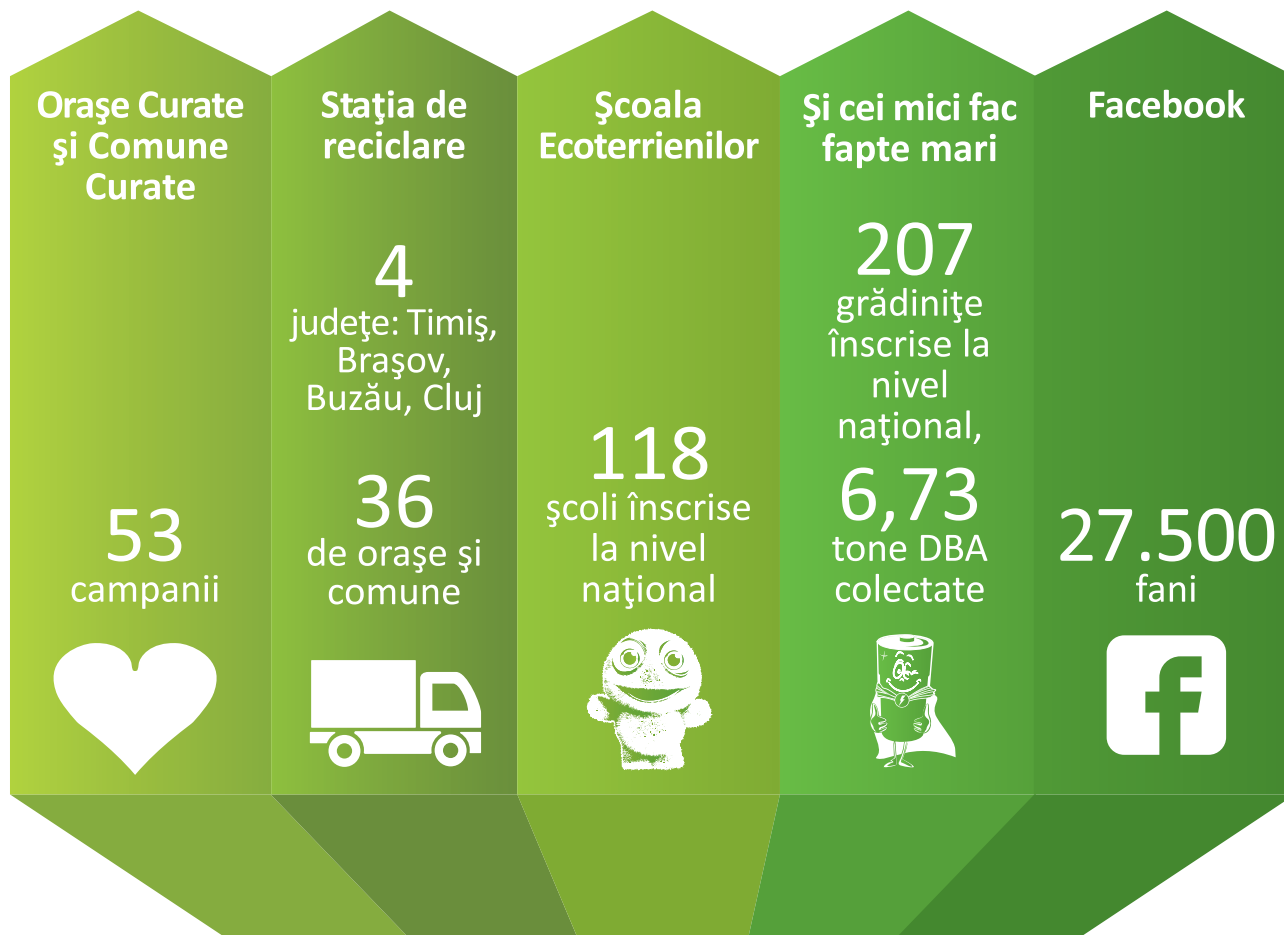 Oraşe Curate
şi Comune
Curate
53
campanii
Staţia de
reciclare
4
judeţe: Timiş,
Braşov,
Buzău, Cluj
36
de oraşe şi
comune
Şcoala
Ecoterrienilor
118
şcoli înscrise
la nivel
naţional
Şi cei mici fac
fapte mari
207
grădiniţe
înscrise la
nivel
naţional,
6,73
tone DBA
colectate
Facebook
27.500
fani
f